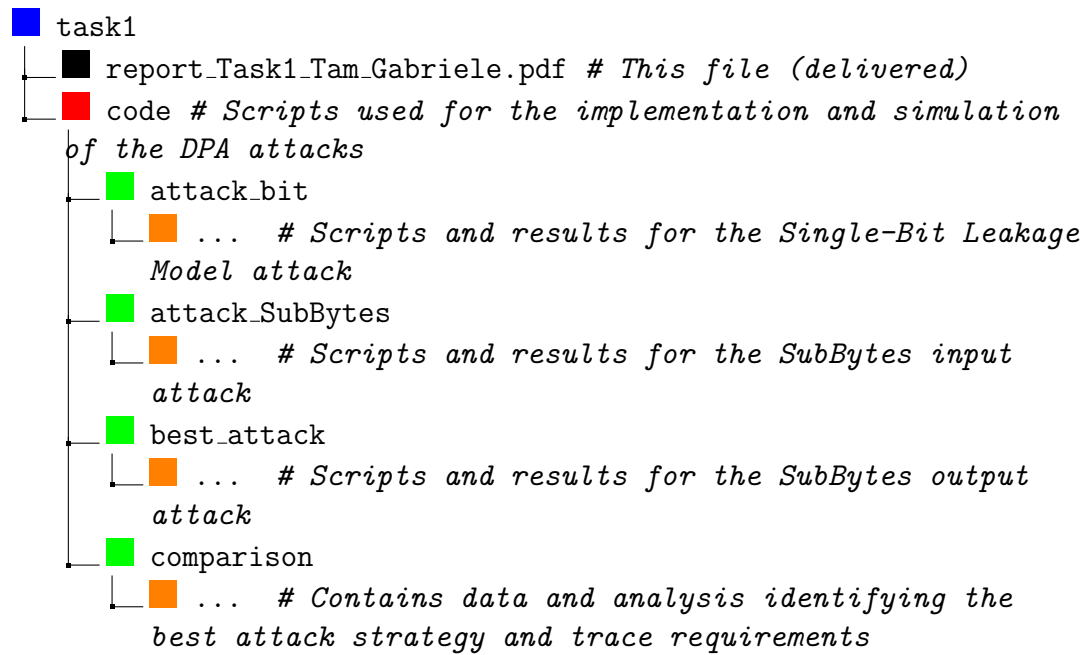 task1
report_Task1_Tam_Gabriele.pdf # This file (delivered)
code # Scripts used for the implementation and simulation
of the DPA attacks
attack_bit
... # Scripts and results for the Single-Bit Leakage
Model attack
attack_SubBytes
... # Scripts and results for the SubBytes input
attack
best_attack
... # Scripts and results for the SubBytes output
attack
comparison
... # Contains data and analysis identifying the
best attack strategy and trace requirements